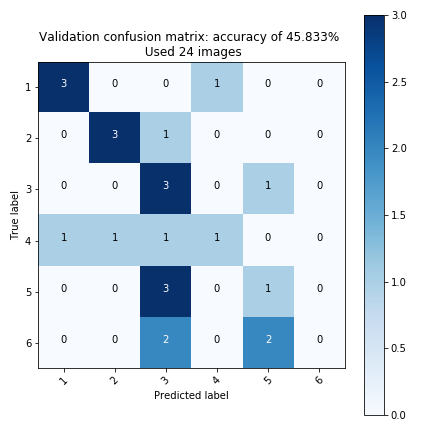 Validation confusion matrix: accuracy of 45.833%
Used 24 images
True label
1 3 0 0 1 0 0
2 0 3 1 0 0 0
3 0 0 3 0 1 0
4 1 1 1 1 0 0
5 0 0 3 0 1 0
6 0 0 2 0 2 0
1 2 3 4 5 6
Predicted label
3.0
2.5
2.0
1.5
1.0
0.5
0.0